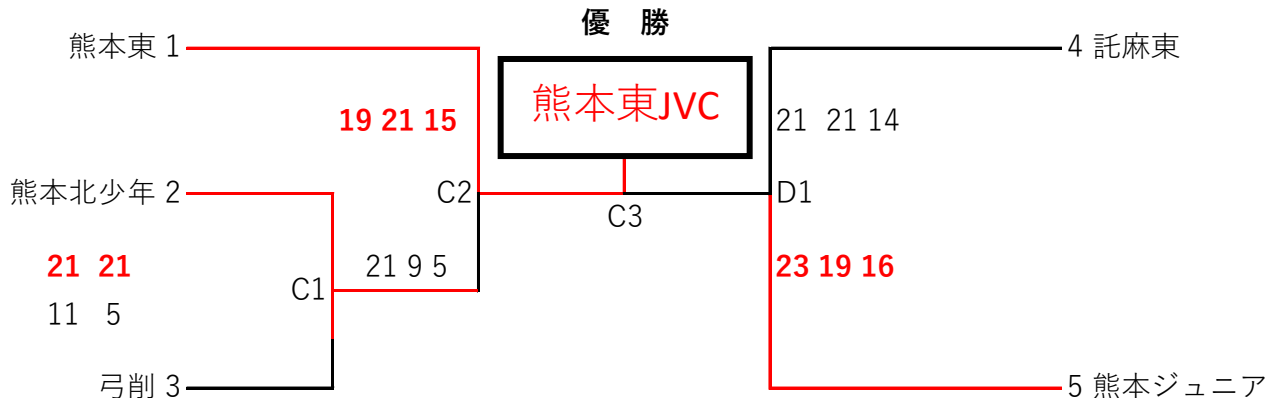 優　勝
熊本東 1
4 託麻東
熊本東JVC
19 21 15
21 21 14
熊本北少年 2
C2
D1
C3
21 21
21 9 5
23 19 16
C1
11 5
弓削 3
5 熊本ジュニア